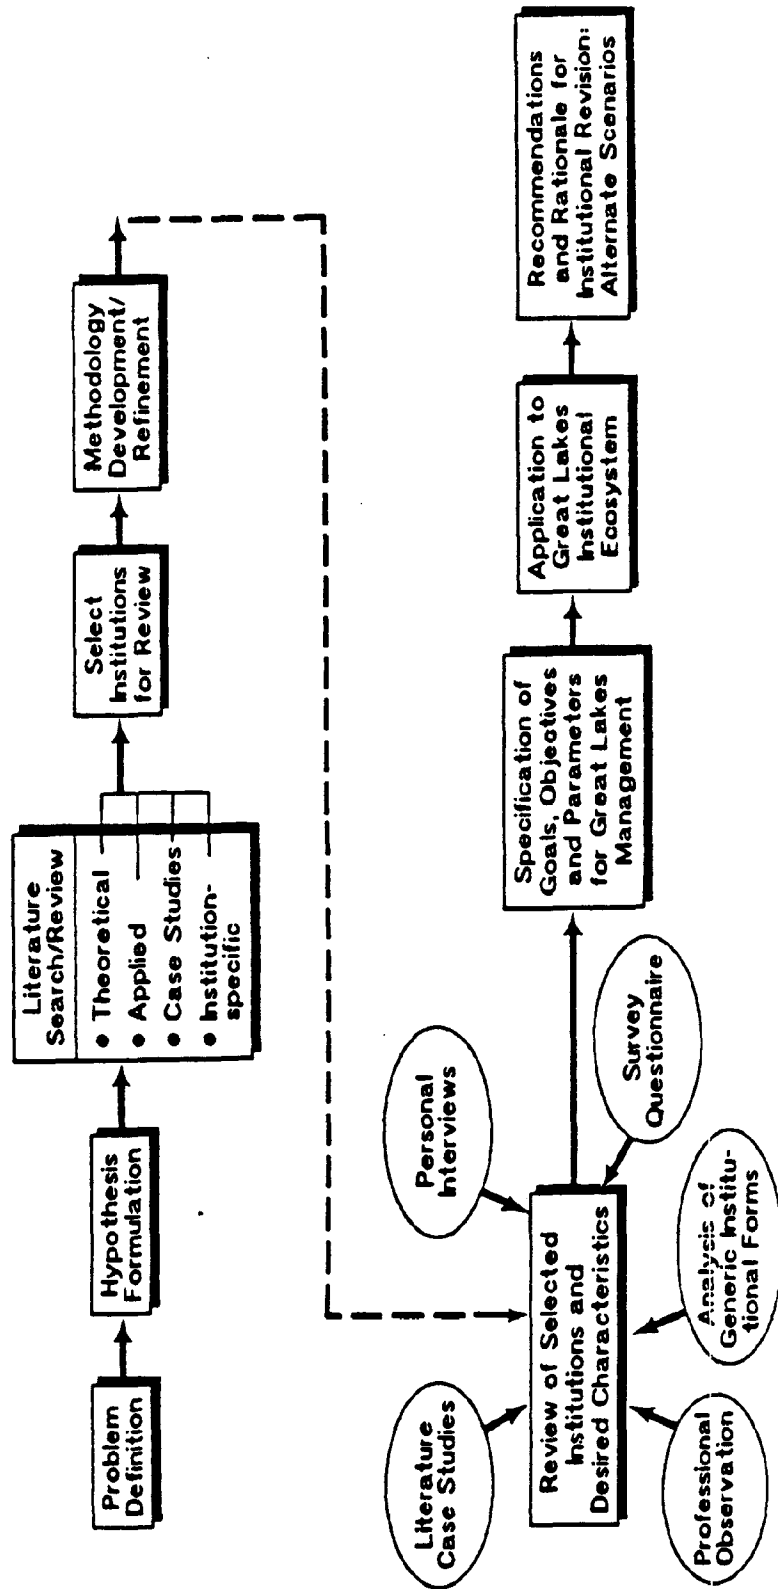 Problem
Definition
Hypothesis
Formulation
Literature
Search/Review
● Theoretical
● Applied
● Case Studies
● Institution-
specific
Select
Institutions
for Review
Methodology
Development/
Refinement
Literature
Case Studies
Personal
Interviews
Review of Selected
Institutions and
Desired Characteristics
Survey
Questionnaire
Professional
Observation
Analysis of
Generic Institu-
tional Forms
Specification of
Goals, Objectives
and Parameters
for Great Lakes
Management
Application to
Great Lakes
Institutional
Ecosystem
Recommendations
and Rationale for
Institutional Revision:
Alternate Scenarios